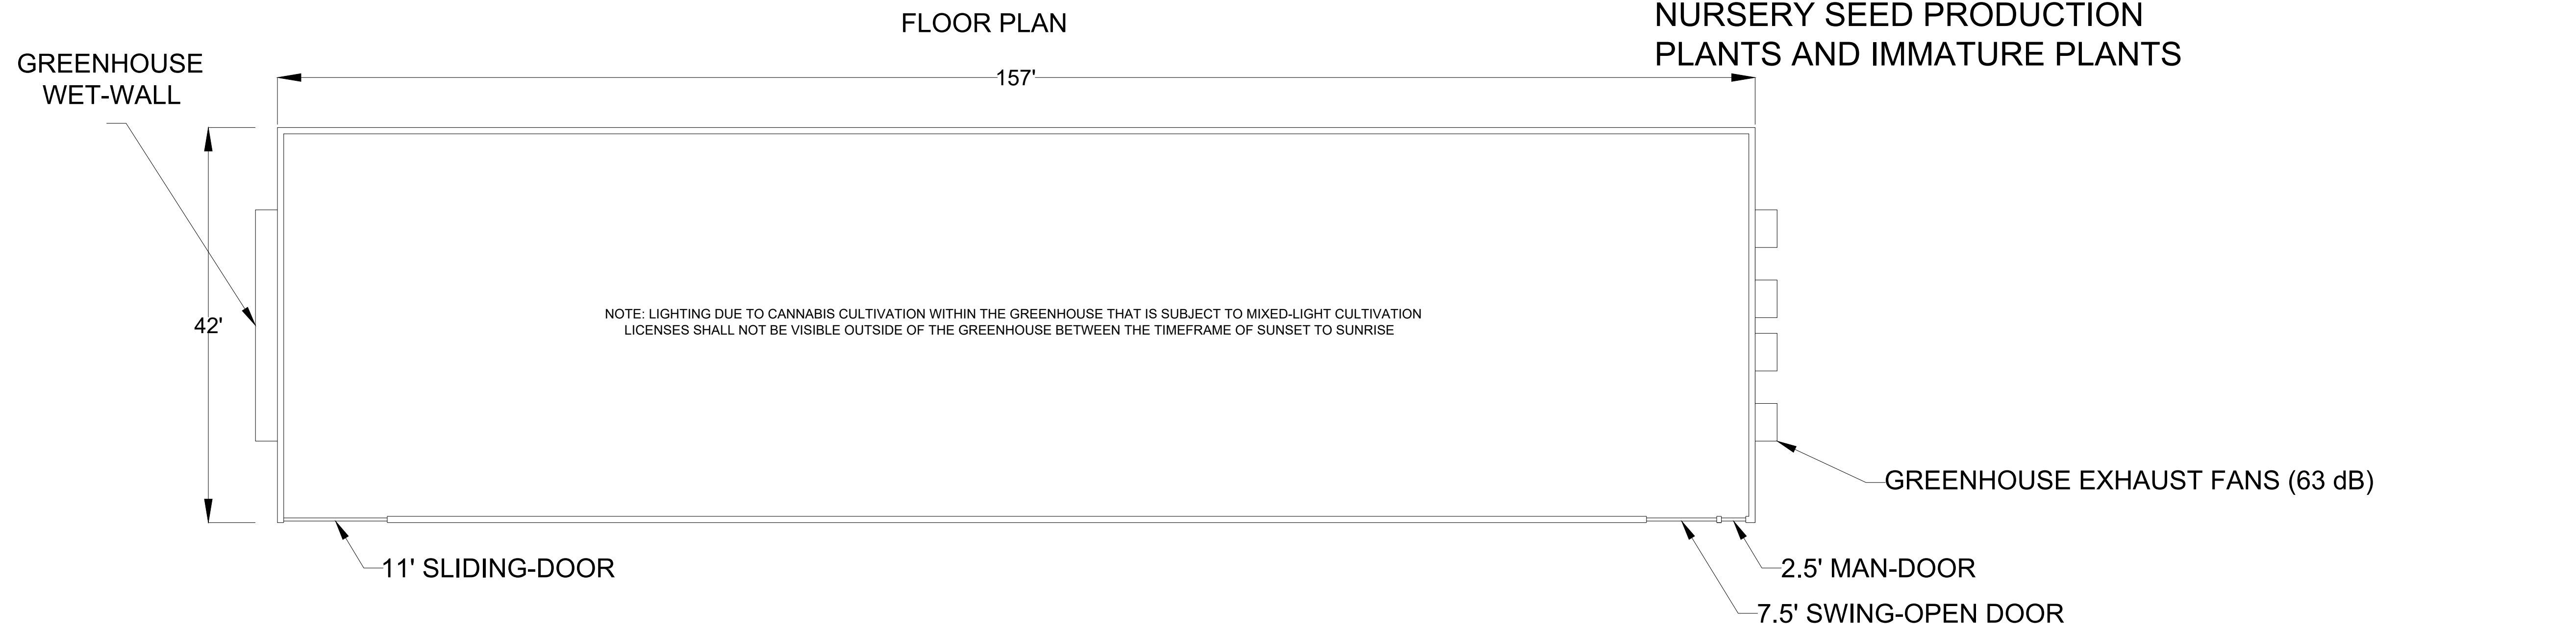 FLOOR PLAN
NURSERY SEED PRODUCTION
PLANTS AND IMMATURE PLANTS
GREENHOUSE
WET-WALL
157'
42'
NOTE: LIGHTING DUE TO CANNABIS CULTIVATION WITHIN THE GREENHOUSE THAT IS SUBJECT TO MIXED-LIGHT CULTIVATION
LICENSES SHALL NOT BE VISIBLE OUTSIDE OF THE GREENHOUSE BETWEEN THE TIMEFRAME OF SUNSET TO SUNRISE
GREENHOUSE EXHAUST FANS (63 dB)
11' SLIDING-DOOR
2.5' MAN-DOOR
7.5' SWING-OPEN DOOR